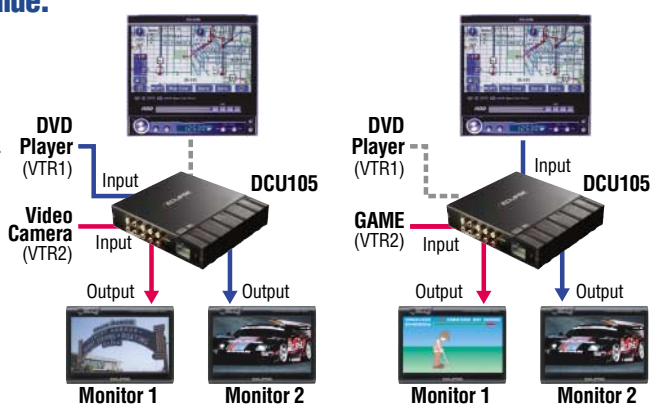 DVD
Player
(VTR1)
Input
DCU105
Video
Camera
(VTR2)
Input
Output
Output
Monitor 1
Monitor 2
DVD
Player
(VTR1)
Input
DCU105
GAME
(VTR2)
Input
Output
Output
Monitor 1
Monitor 2